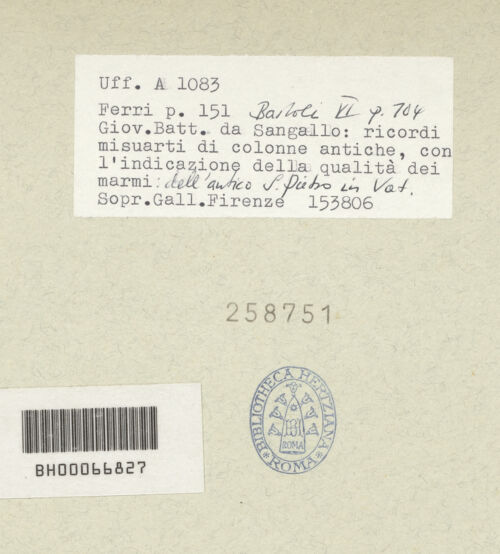 Uff. A 1083
Ferri p. 151 Bartoli VI p. 704
Giov.Batt. da Sangallo: ricordi
misuarti di colonne antiche, con
l'indicazione della qualità dei
marmi: dell'antico S. Pietro in Vat.
Sopr.Gall.Firenze 153806
258751
BIBLIOTHECA HERTZIANA
ROMA
ROMA
BH00066827